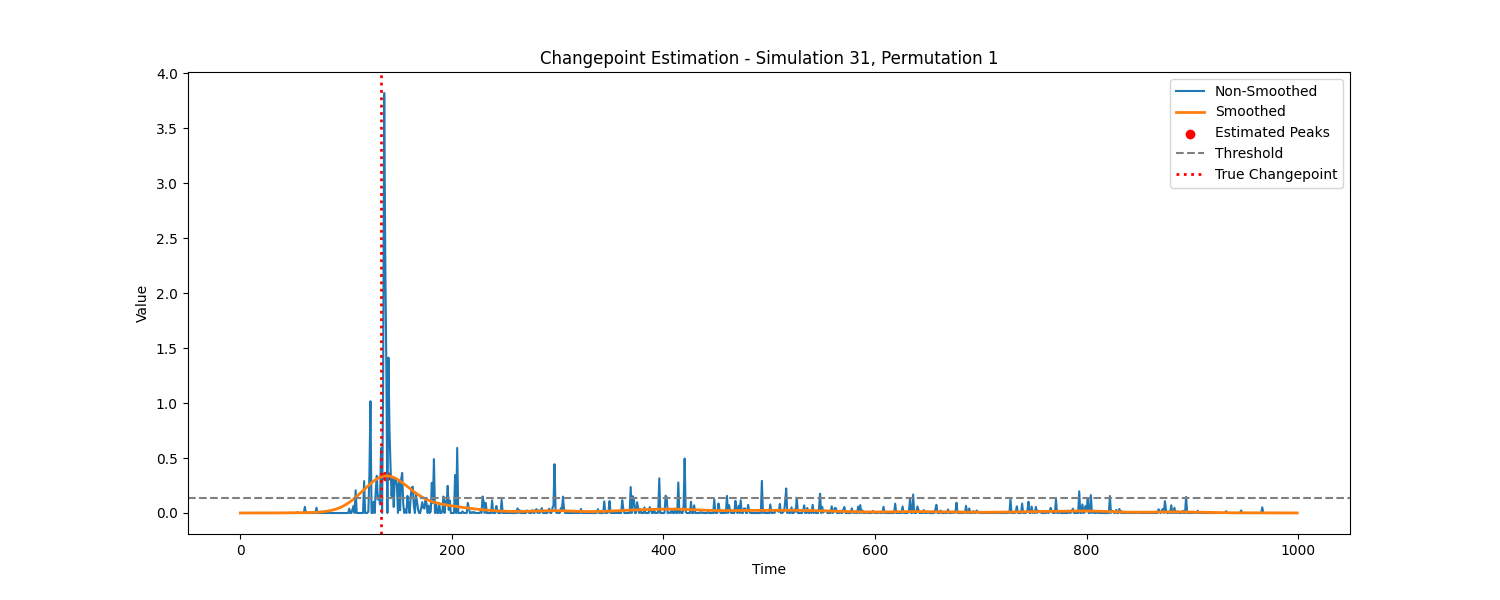 Changepoint Estimation - Simulation 31, Permutation 1
4.0
3.5
3.0
2.5
2.0
1.5
1.0
0.5
0.0
Value
Non-Smoothed
Smoothed
Estimated Peaks
Threshold
True Changepoint
0 200 400 600 800 1000
Time